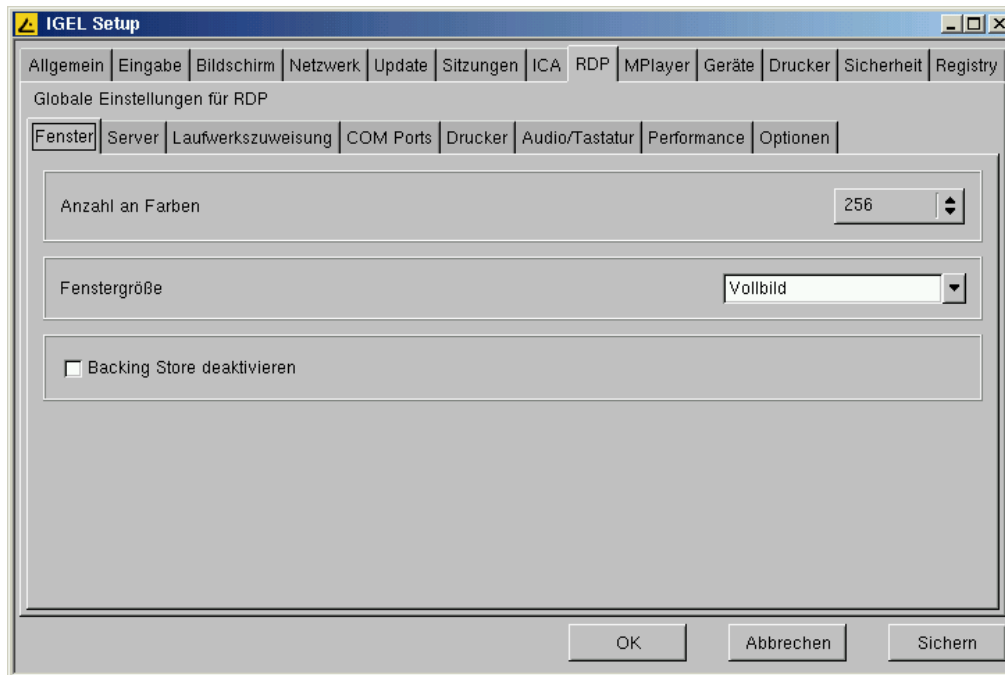 IGEL Setup
Allgemein Eingabe Bildschirm Netzwerk Update Sitzungen ICA RDP MPlayer Geräte Drucker Sicherheit Registry
Globale Einstellungen für RDP
Fenster Server Laufwerkszuweisung COM Ports Drucker Audio/Tastatur Performance Optionen
Anzahl an Farben 256
Fenstergröße Vollbild
Backing Store deaktivieren
OK Abbrechen Sichern